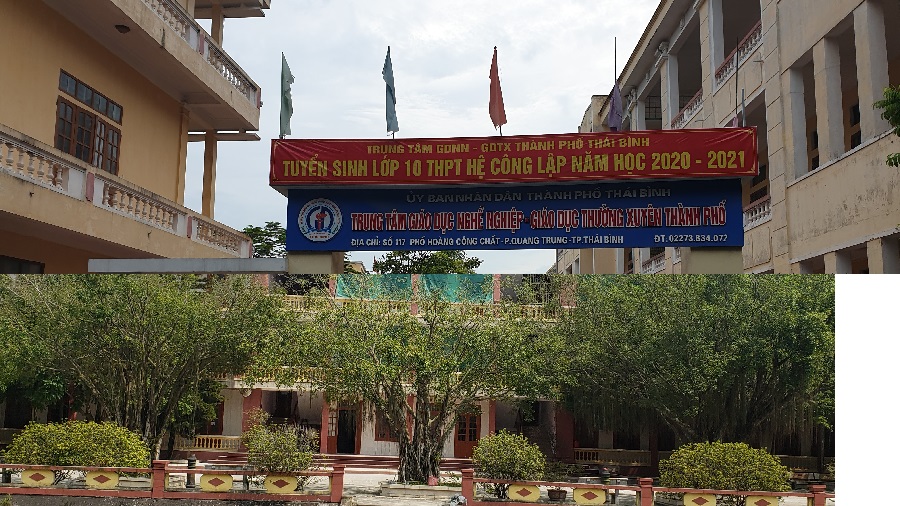 TRUNG TÂM GDNN - GDTX THÀNH PHỐ THÁI BÌNH
TUYỂN SINH LỚP 10 THPT HỆ CÔNG LẬP NĂM HỌC 2020 - 2021
ỦY BAN NHÂN DÂN THÀNH PHỐ THÁI BÌNH
TRUNG TÂM GIÁO DỤC NGHỀ NGHIỆP - GIÁO DỤC THƯỜNG XUYÊN THÀNH PHỐ
ĐỊA CHỈ: SỐ 117 PHỐ HOÀNG CÔNG CHẤT-P.QUANG TRUNG-TP.THÁI BÌNH ĐT. 02273.834.072